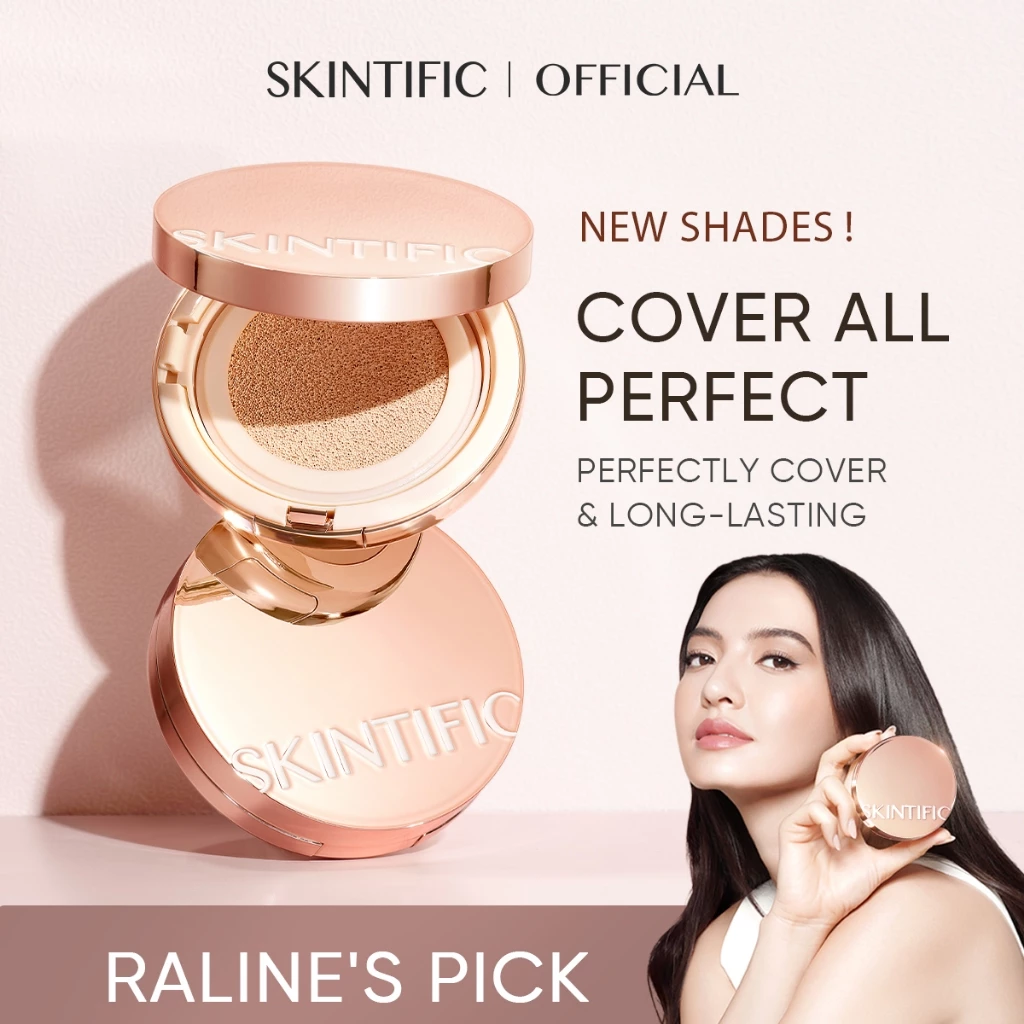 SKINTIFIC | OFFICIAL
SKINTIFIC
NEW SHADES!
COVER ALL
PERFECT
PERFECTLY COVER
& LONG-LASTING
SKINTIFIC
SKINTIFIC
RALINE'S PICK